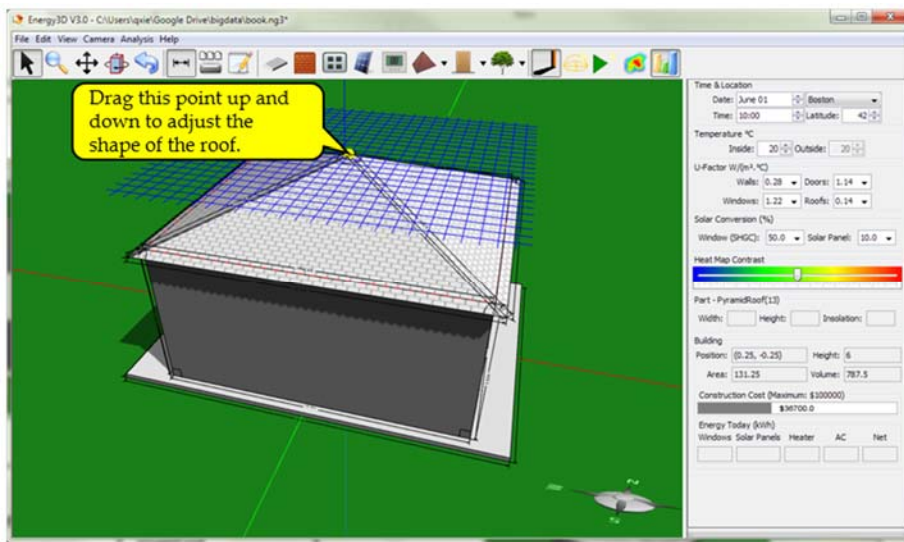 Energy3D V3.0 - C:\Users\qxie\Google Drive\bigdata\book.ng3*
File Edit View Camera Analysis Help
Drag this point up and
down to adjust the
shape of the roof.
Time & Location
Date: June 01 Boston
Time: 10:00 Latitude: 42
Temperature °C
Inside: 20 Outside: 20
U-Factor W/(m².°C)
Walls: 0.28 Doors: 1.14
Windows: 1.22 Roofs: 0.14
Solar Conversion (%)
Window (SHGC): 50.0 Solar Panel: 10.0
Heat Map Contrast
Part - PyramidRoof(13)
Width: Height: Insolation:
Building
Position: (0.25, -0.25) Height: 6
Area: 131.25 Volume: 787.5
Construction Cost (Maximum: $100000)
$36700.0
Energy Today (kWh)
Windows Solar Panels Heater AC Net